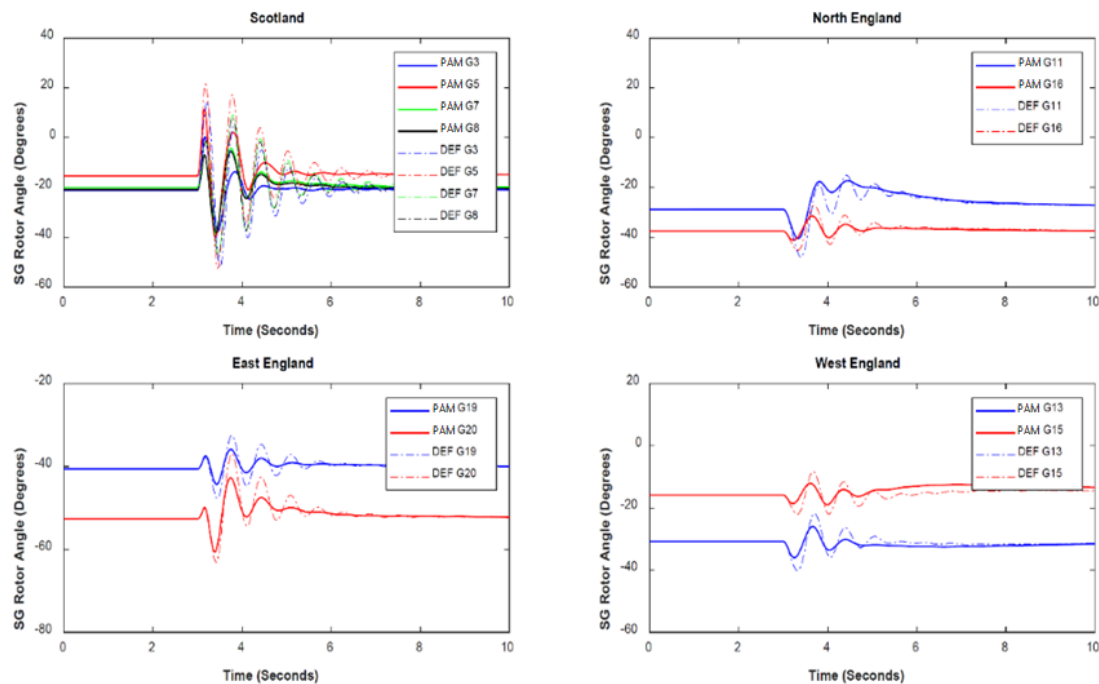 Scotland
40
20
0
-20
-40
-60
SG Rotor Angle (Degrees)
PAM G3
PAM G5
PAM G7
PAM G8
DEF G3
DEF G5
DEF G7
DEF G8
0 2 4 6 8 10
Time (Seconds)
North England
40
20
0
-20
-40
-60
SG Rotor Angle (Degrees)
PAM G11
PAM G16
DEF G11
DEF G16
0 2 4 6 8 10
Time (Seconds)
East England
-20
-40
-60
-80
SG Rotor Angle (Degrees)
PAM G19
PAM G20
DEF G19
DEF G20
0 2 4 6 8 10
Time (Seconds)
West England
20
0
-20
-40
-60
SG Rotor Angle (Degrees)
PAM G13
PAM G15
DEF G13
DEF G15
0 2 4 6 8 10
Time (Seconds)